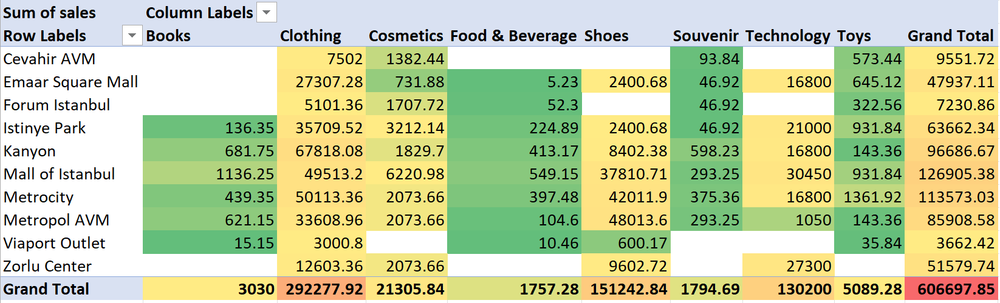 Sum of sales Column Labels
Row Labels Books Clothing Cosmetics Food & Beverage Shoes Souvenir Technology Toys Grand Total
Cevahir AVM 7502 1382.44 93.84 573.44 9551.72
Emaar Square Mall 27307.28 731.88 5.23 2400.68 46.92 16800 645.12 47937.11
Forum Istanbul 5101.36 1707.72 52.3 46.92 322.56 7230.86
Istinye Park 136.35 35709.52 3212.14 224.89 2400.68 46.92 21000 931.84 63662.34
Kanyon 681.75 67818.08 1829.7 413.17 8402.38 598.23 16800 143.36 96686.67
Mall of Istanbul 1136.25 49513.2 6220.98 549.15 37810.71 293.25 30450 931.84 126905.38
Metrocity 439.35 50113.36 2073.66 397.48 42011.9 375.36 16800 1361.92 113573.03
Metropol AVM 621.15 33608.96 2073.66 104.6 48013.6 293.25 1050 143.36 85908.58
Viaport Outlet 15.15 3000.8 10.46 600.17 35.84 3662.42
Zorlu Center 12603.36 2073.66 9602.72 27300 51579.74
Grand Total 3030 292277.92 21305.84 1757.28 151242.84 1794.69 130200 5089.28 606697.85